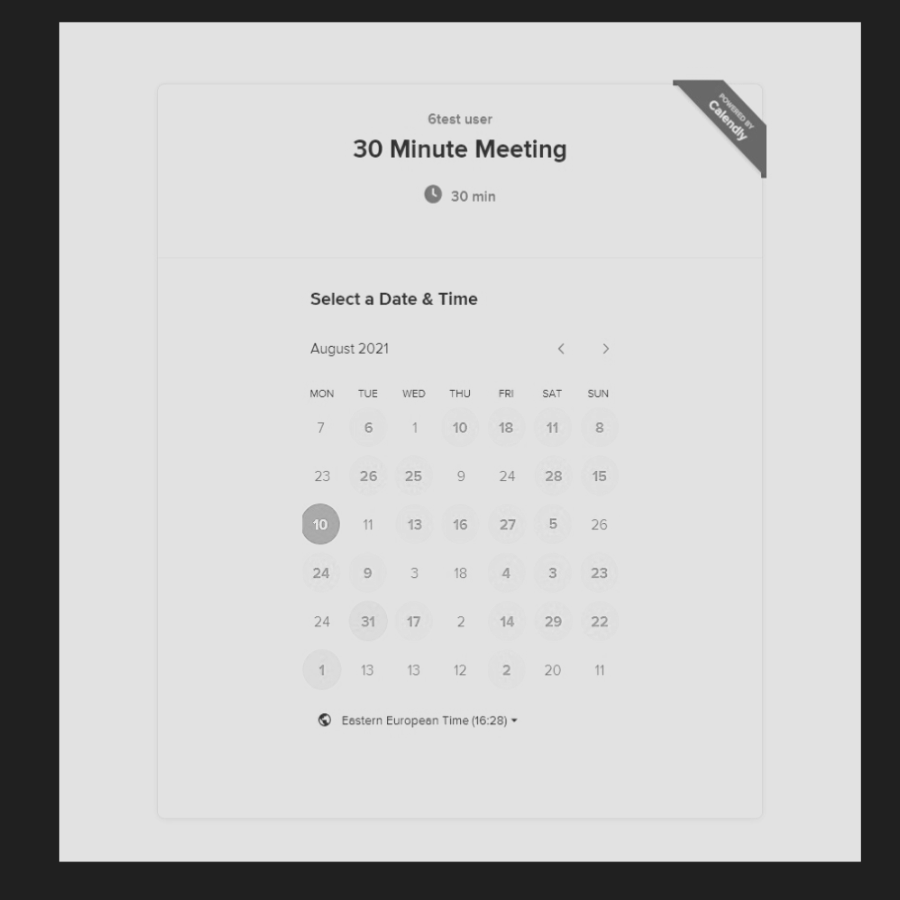 POWERED BY
Calendly
6test user
30 Minute Meeting
30 min
Select a Date & Time
August 2021
MON TUE WED THU FRI SAT SUN
7 6 1 10 18 11 8
23 26 25 9 24 28 15
10 11 13 16 27 5 26
24 9 3 18 4 3 23
24 31 17 2 14 29 22
1 13 13 12 2 20 11
Eastern European Time (16:28)